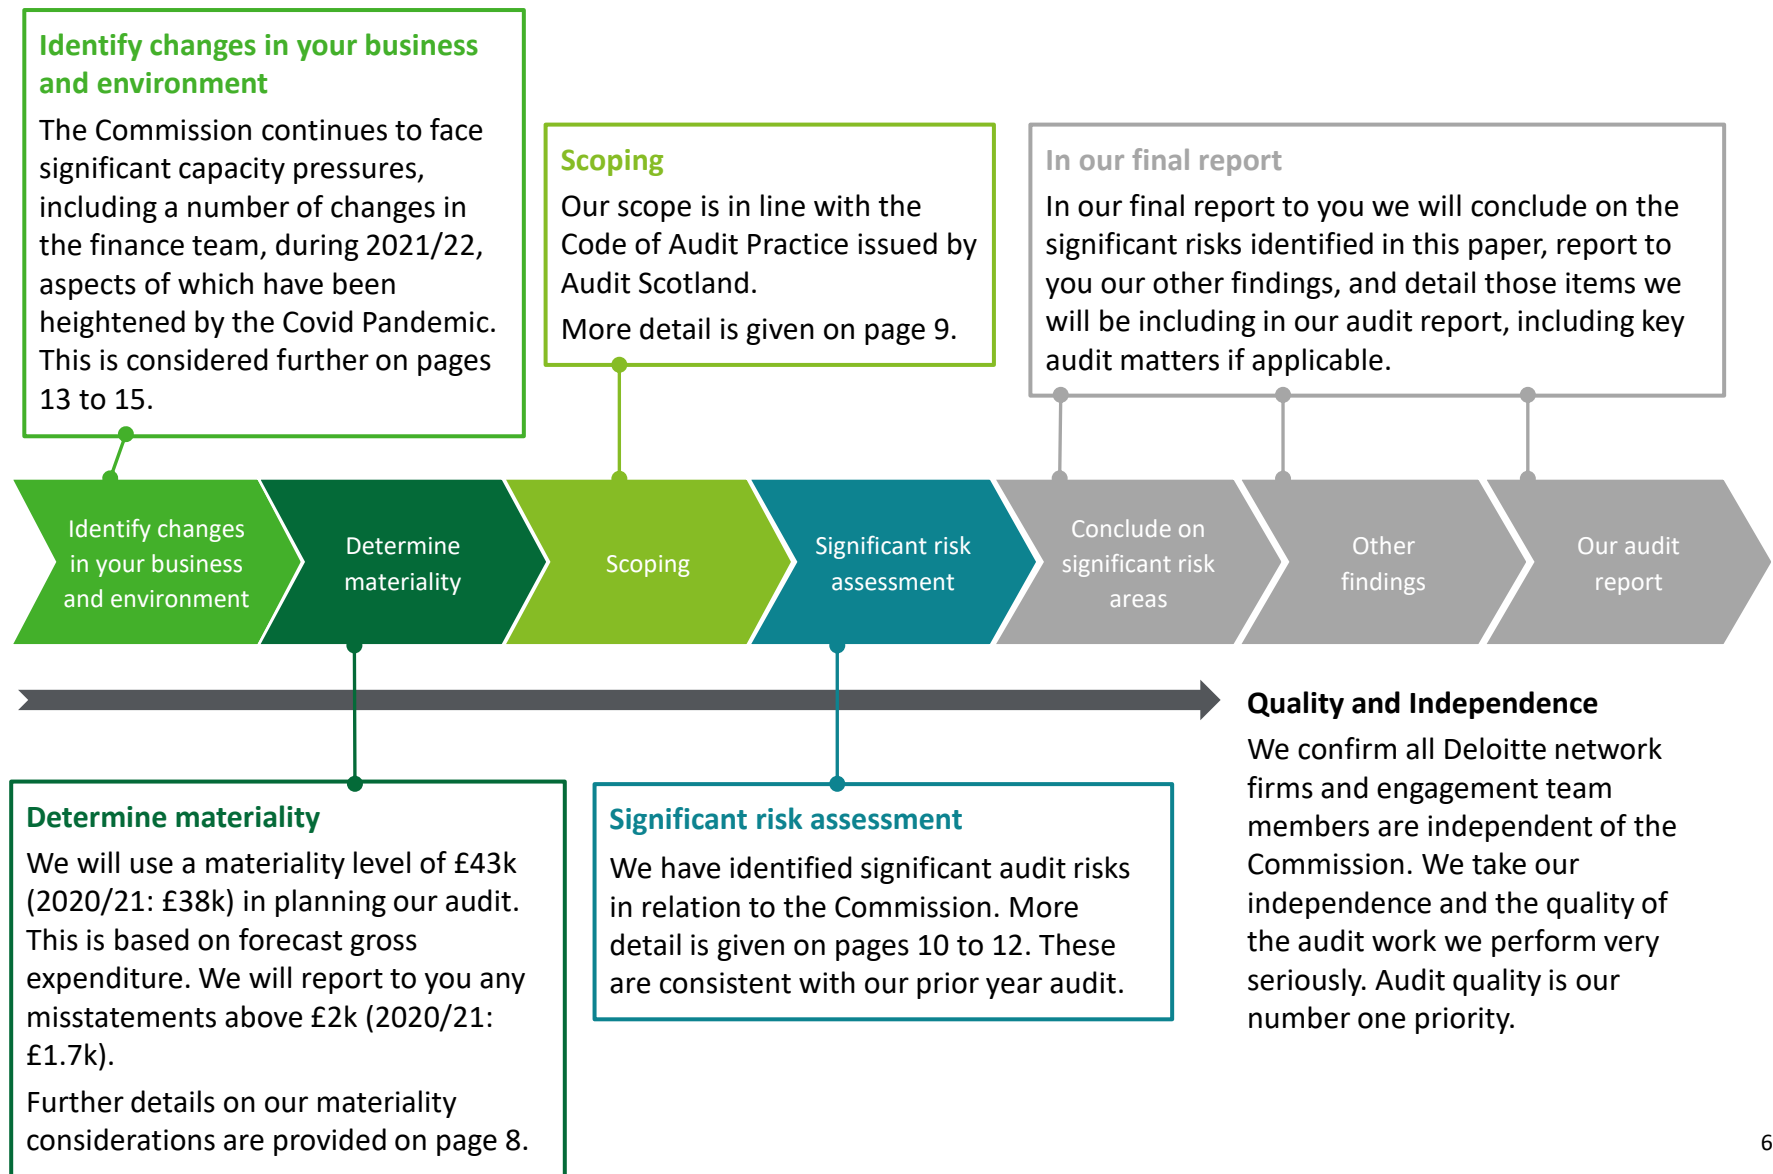 Identify changes in your business
and environment
The Commission continues to face
significant capacity pressures,
including a number of changes in
the finance team, during 2021/22,
aspects of which have been
heightened by the Covid Pandemic.
This is considered further on pages
13 to 15.
Scoping
Our scope is in line with the
Code of Audit Practice issued by
Audit Scotland.
More detail is given on page 9.
In our final report
In our final report to you we will conclude on the
significant risks identified in this paper, report to
you our other findings, and detail those items we
will be including in our audit report, including key
audit matters if applicable.
Identify changes
in your business
and environment
Determine
materiality
Scoping
Significant risk
assessment
Conclude on
significant risk
areas
Other
findings
Our audit
report
Determine materiality
We will use a materiality level of £43k
(2020/21: £38k) in planning our audit.
This is based on forecast gross
expenditure. We will report to you any
misstatements above £2k (2020/21:
£1.7k).
Further details on our materiality
considerations are provided on page 8.
Significant risk assessment
We have identified significant audit risks
in relation to the Commission. More
detail is given on pages 10 to 12. These
are consistent with our prior year audit.
Quality and Independence
We confirm all Deloitte network
firms and engagement team
members are independent of the
Commission. We take our
independence and the quality of
the audit work we perform very
seriously. Audit quality is our
number one priority.
6